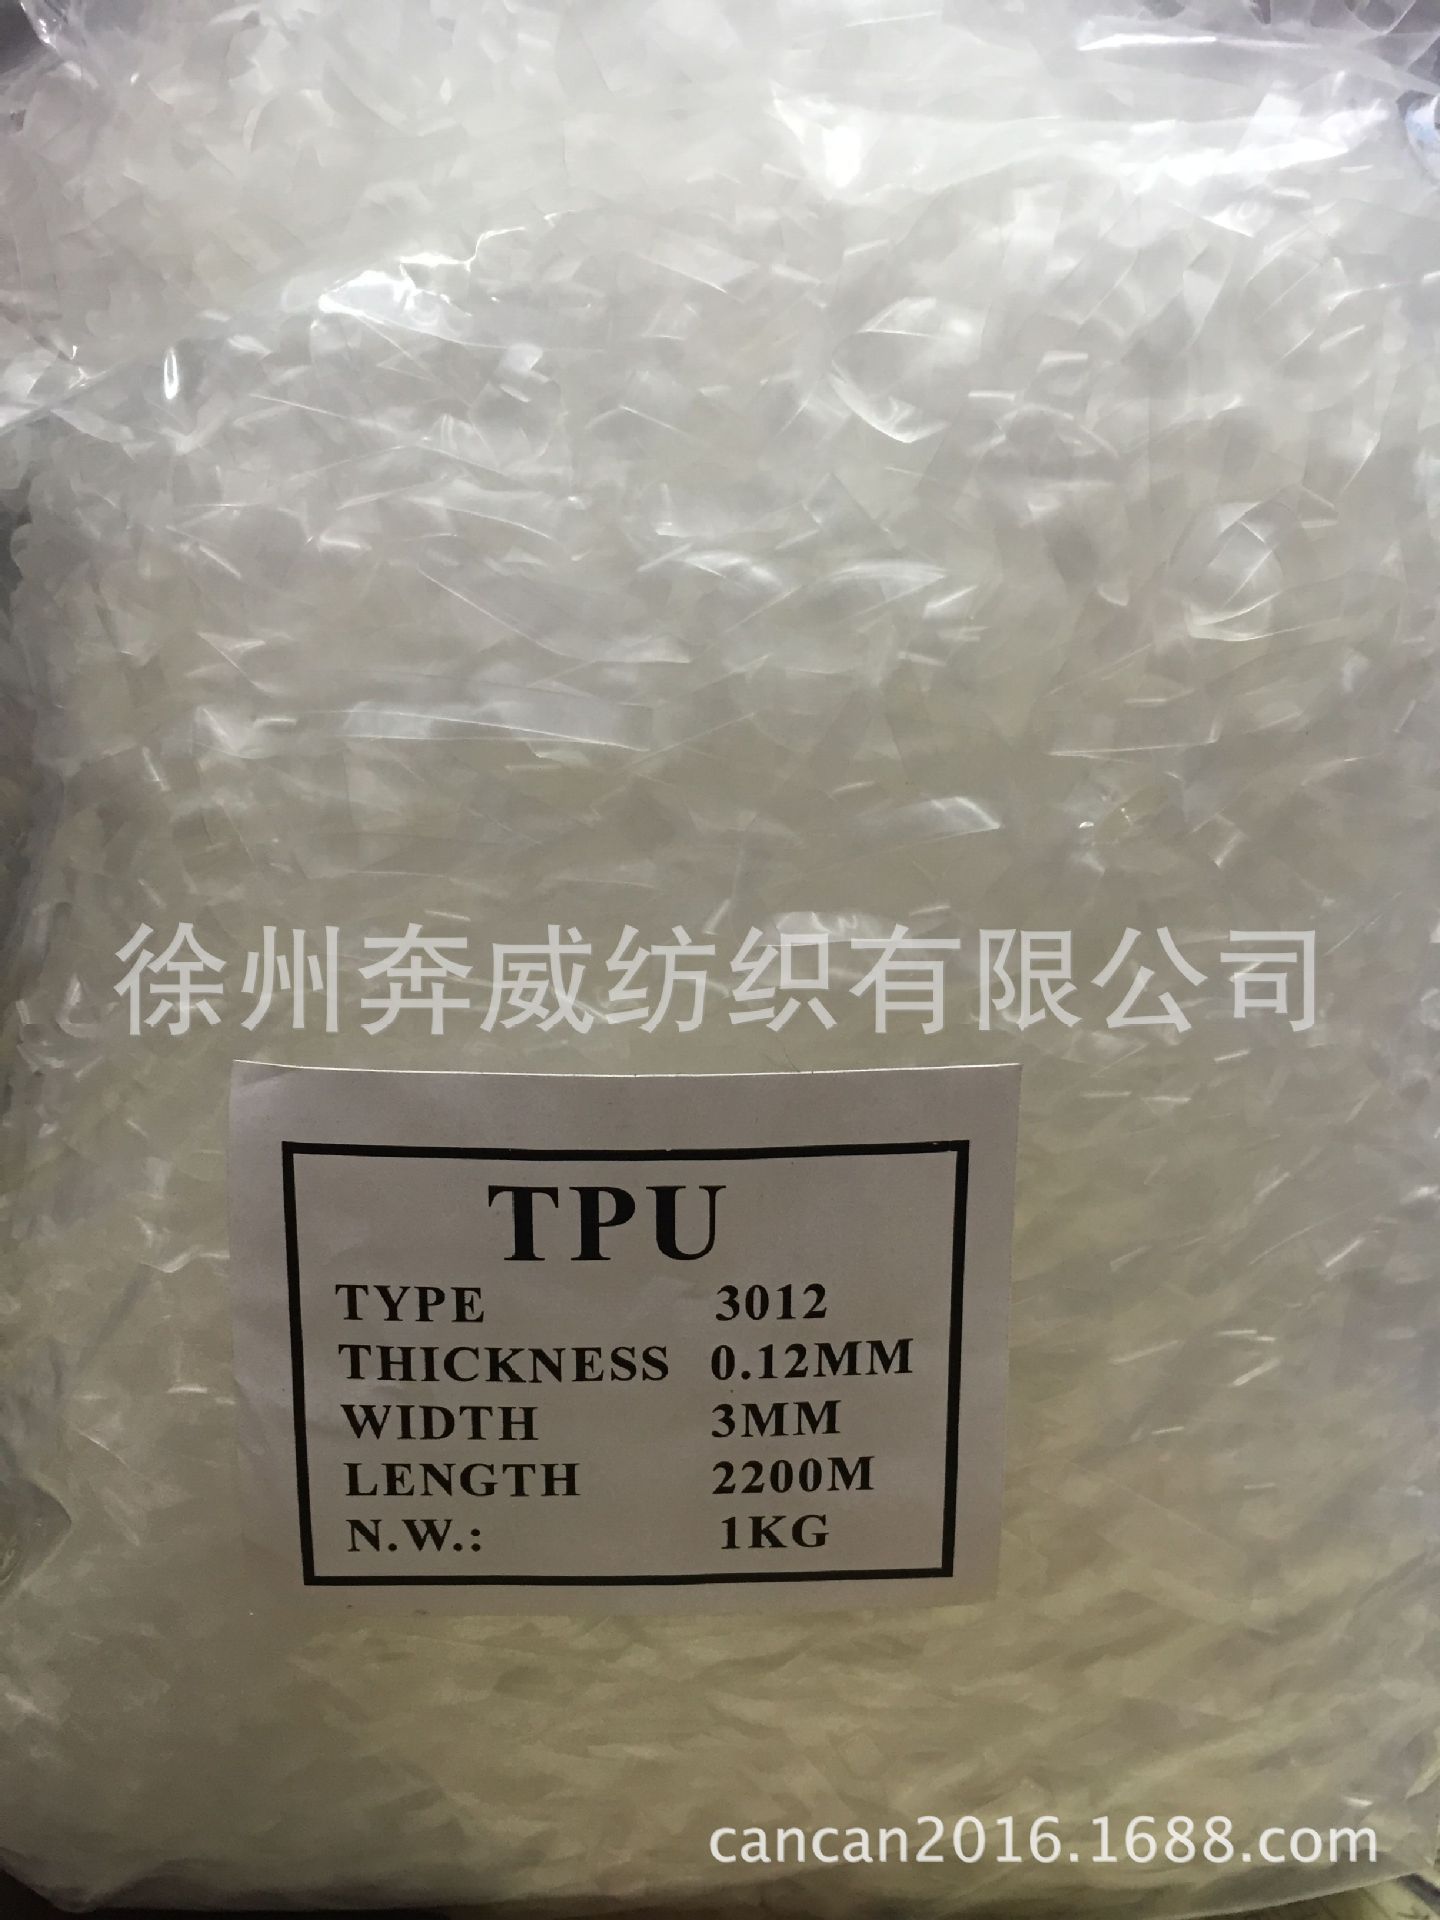 徐州奔威纺织有限公司
TPU
TYPE 3012
THICKNESS 0.12MM
WIDTH 3MM
LENGTH 2200M
N.W.: 1KG
cancan2016.1688.com